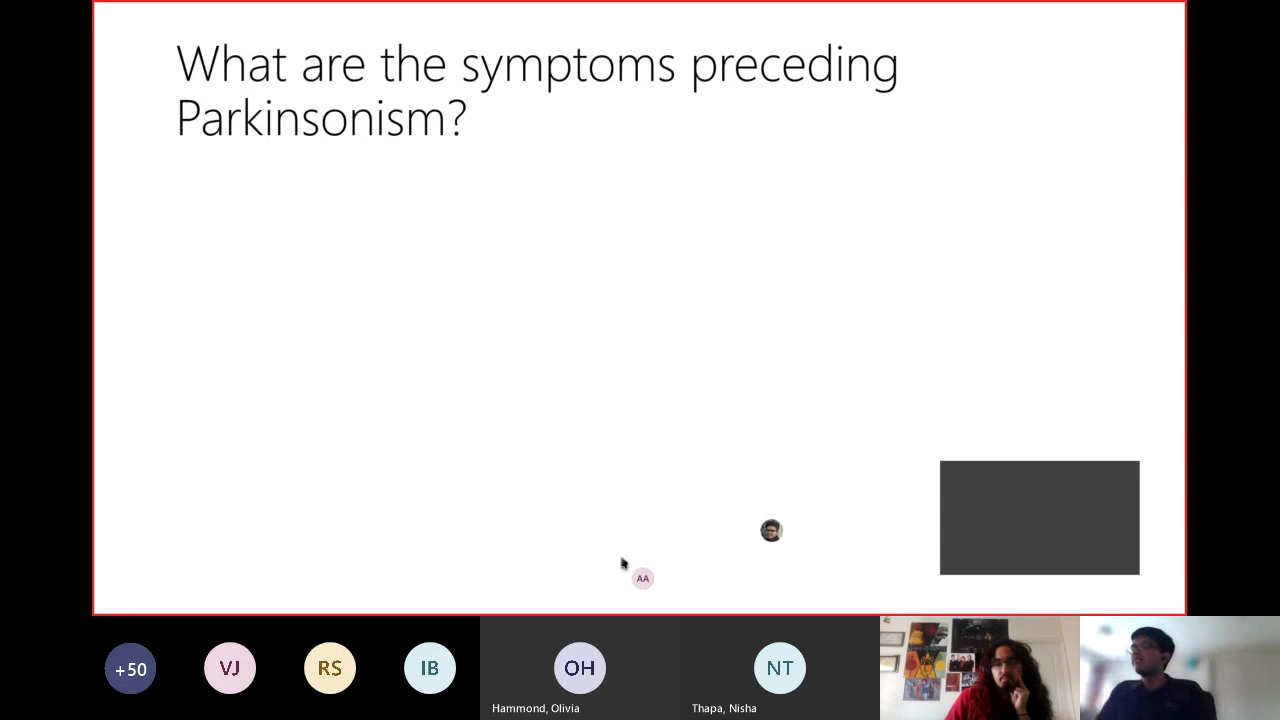 What are the symptoms preceding
Parkinsonism?
AA
+50
VJ
RS
IB
OH
NT
Hammond, Olivia
Thapa, Nisha